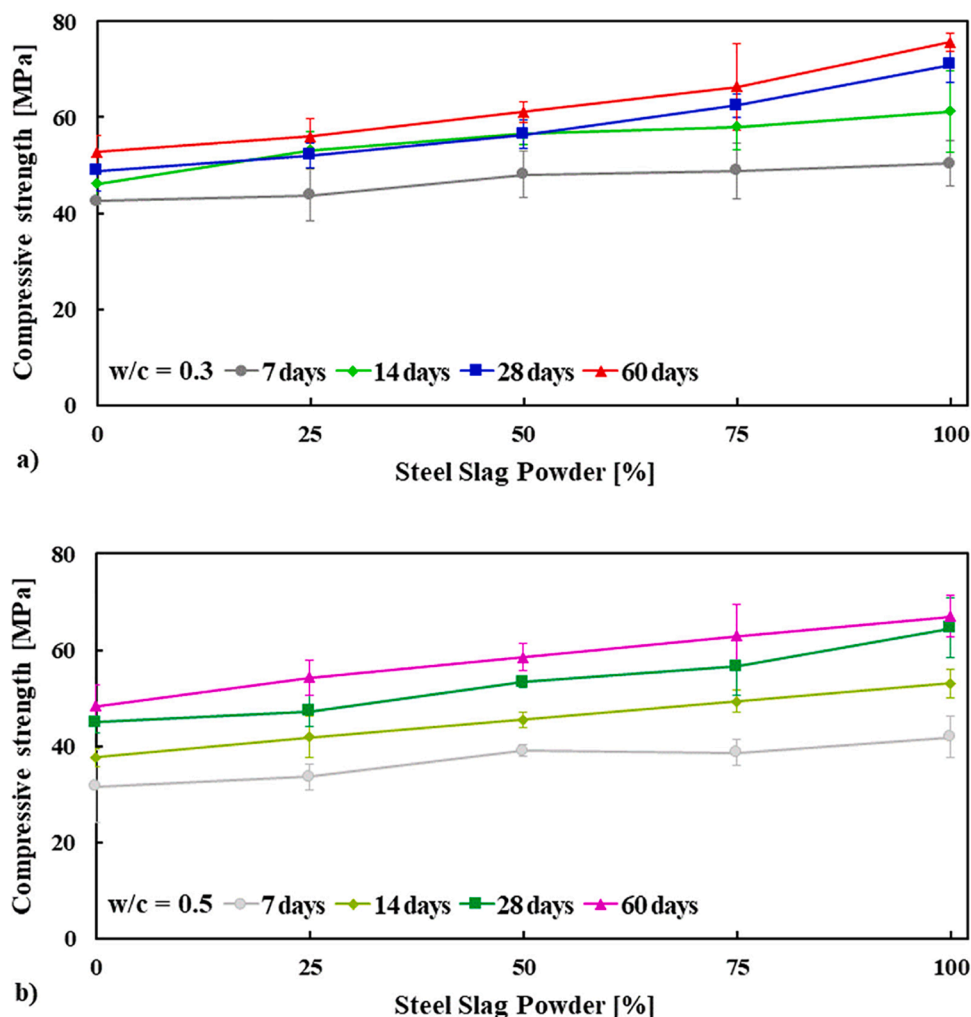 80
60
40
20
0
Compressive strength [MPa]
w/c = 0.3 7 days 14 days 28 days 60 days
0 25 50 75 100
a)
Steel Slag Powder [%]
80
60
40
20
0
Compressive strength [MPa]
w/c = 0.5 7 days 14 days 28 days 60 days
0 25 50 75 100
b)
Steel Slag Powder [%]